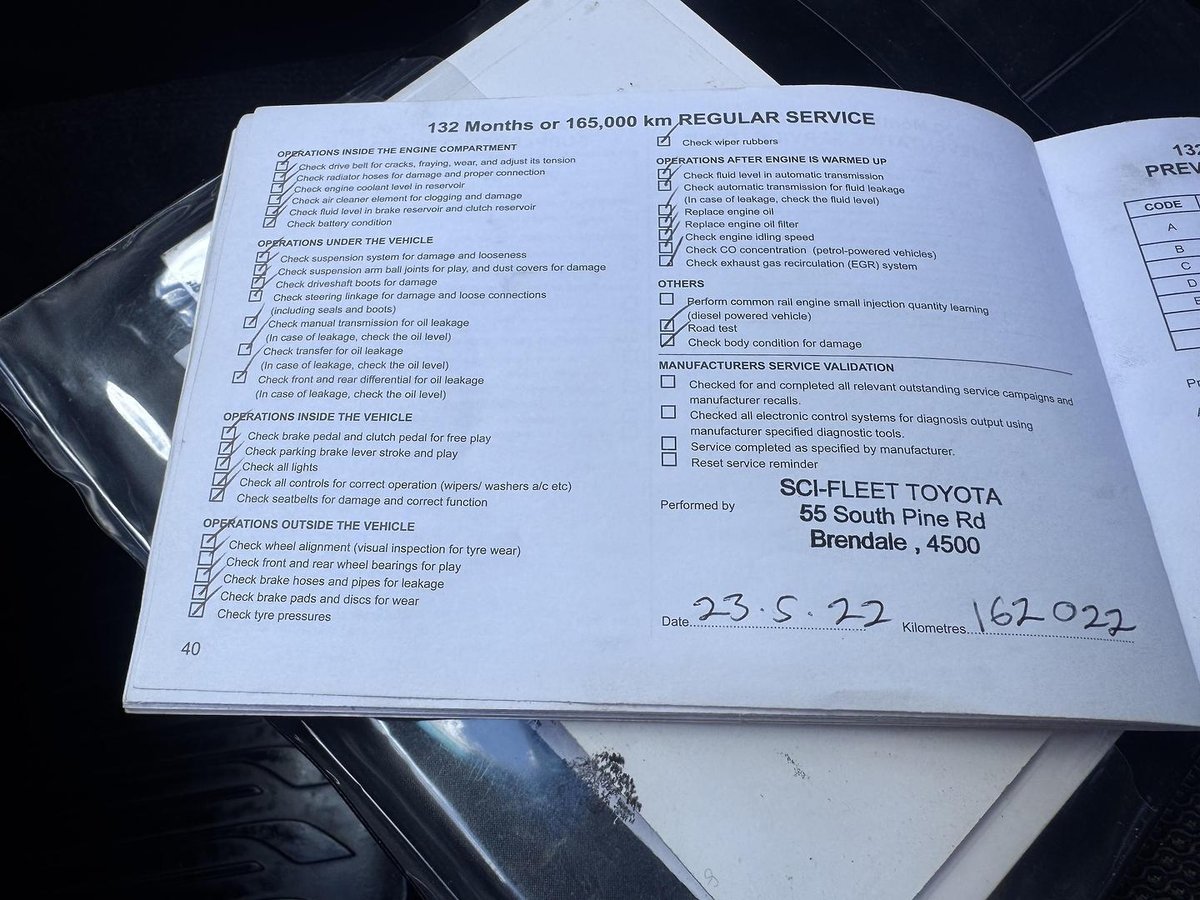 132 Months or 165,000 km REGULAR SERVICE
OPERATIONS INSIDE THE ENGINE COMPARTMENT
Check drive belt for cracks, fraying, wear, and adjust its tension
Check radiator hoses for damage and proper connection
Check engine coolant level in reservoir
Check air cleaner element for clogging and damage
Check fluid level in brake reservoir and clutch reservoir
Check battery condition
OPERATIONS UNDER THE VEHICLE
Check suspension system for damage and looseness
Check suspension arm ball joints for play, and dust covers for damage
Check driveshaft boots for damage
Check steering linkage for damage and loose connections
(including seals and boots)
Check manual transmission for oil leakage
(In case of leakage, check the oil level)
Check transfer for oil leakage
(In case of leakage, check the oil level)
Check front and rear differential for oil leakage
(In case of leakage, check the oil level)
OPERATIONS INSIDE THE VEHICLE
Check brake pedal and clutch pedal for free play
Check parking brake lever stroke and play
Check all lights
Check all controls for correct operation (wipers/ washers a/c etc)
Check seatbelts for damage and correct function
OPERATIONS OUTSIDE THE VEHICLE
Check wheel alignment (visual inspection for tyre wear)
Check front and rear wheel bearings for play
Check brake hoses and pipes for leakage
Check brake pads and discs for wear
Check tyre pressures
40
Check wiper rubbers
OPERATIONS AFTER ENGINE IS WARMED UP
Check fluid level in automatic transmission
Check automatic transmission for fluid leakage
(In case of leakage, check the fluid level)
Replace engine oil
Replace engine oil filter
Check engine idling speed
Check CO concentration (petrol-powered vehicles)
Check exhaust gas recirculation (EGR) system
OTHERS
Perform common rail engine small injection quantity learning
(diesel powered vehicle)
Road test
Check body condition for damage
MANUFACTURERS SERVICE VALIDATION
Checked for and completed all relevant outstanding service campaigns and
manufacturer recalls.
Checked all electronic control systems for diagnosis output using
manufacturer specified diagnostic tools.
Service completed as specified by manufacturer.
Reset service reminder
Performed by
SCI-FLEET TOYOTA
55 South Pine Rd
Brendale , 4500
Date 23.5.22 Kilometres 162022
132
PREV
CODE
A
B
C
D